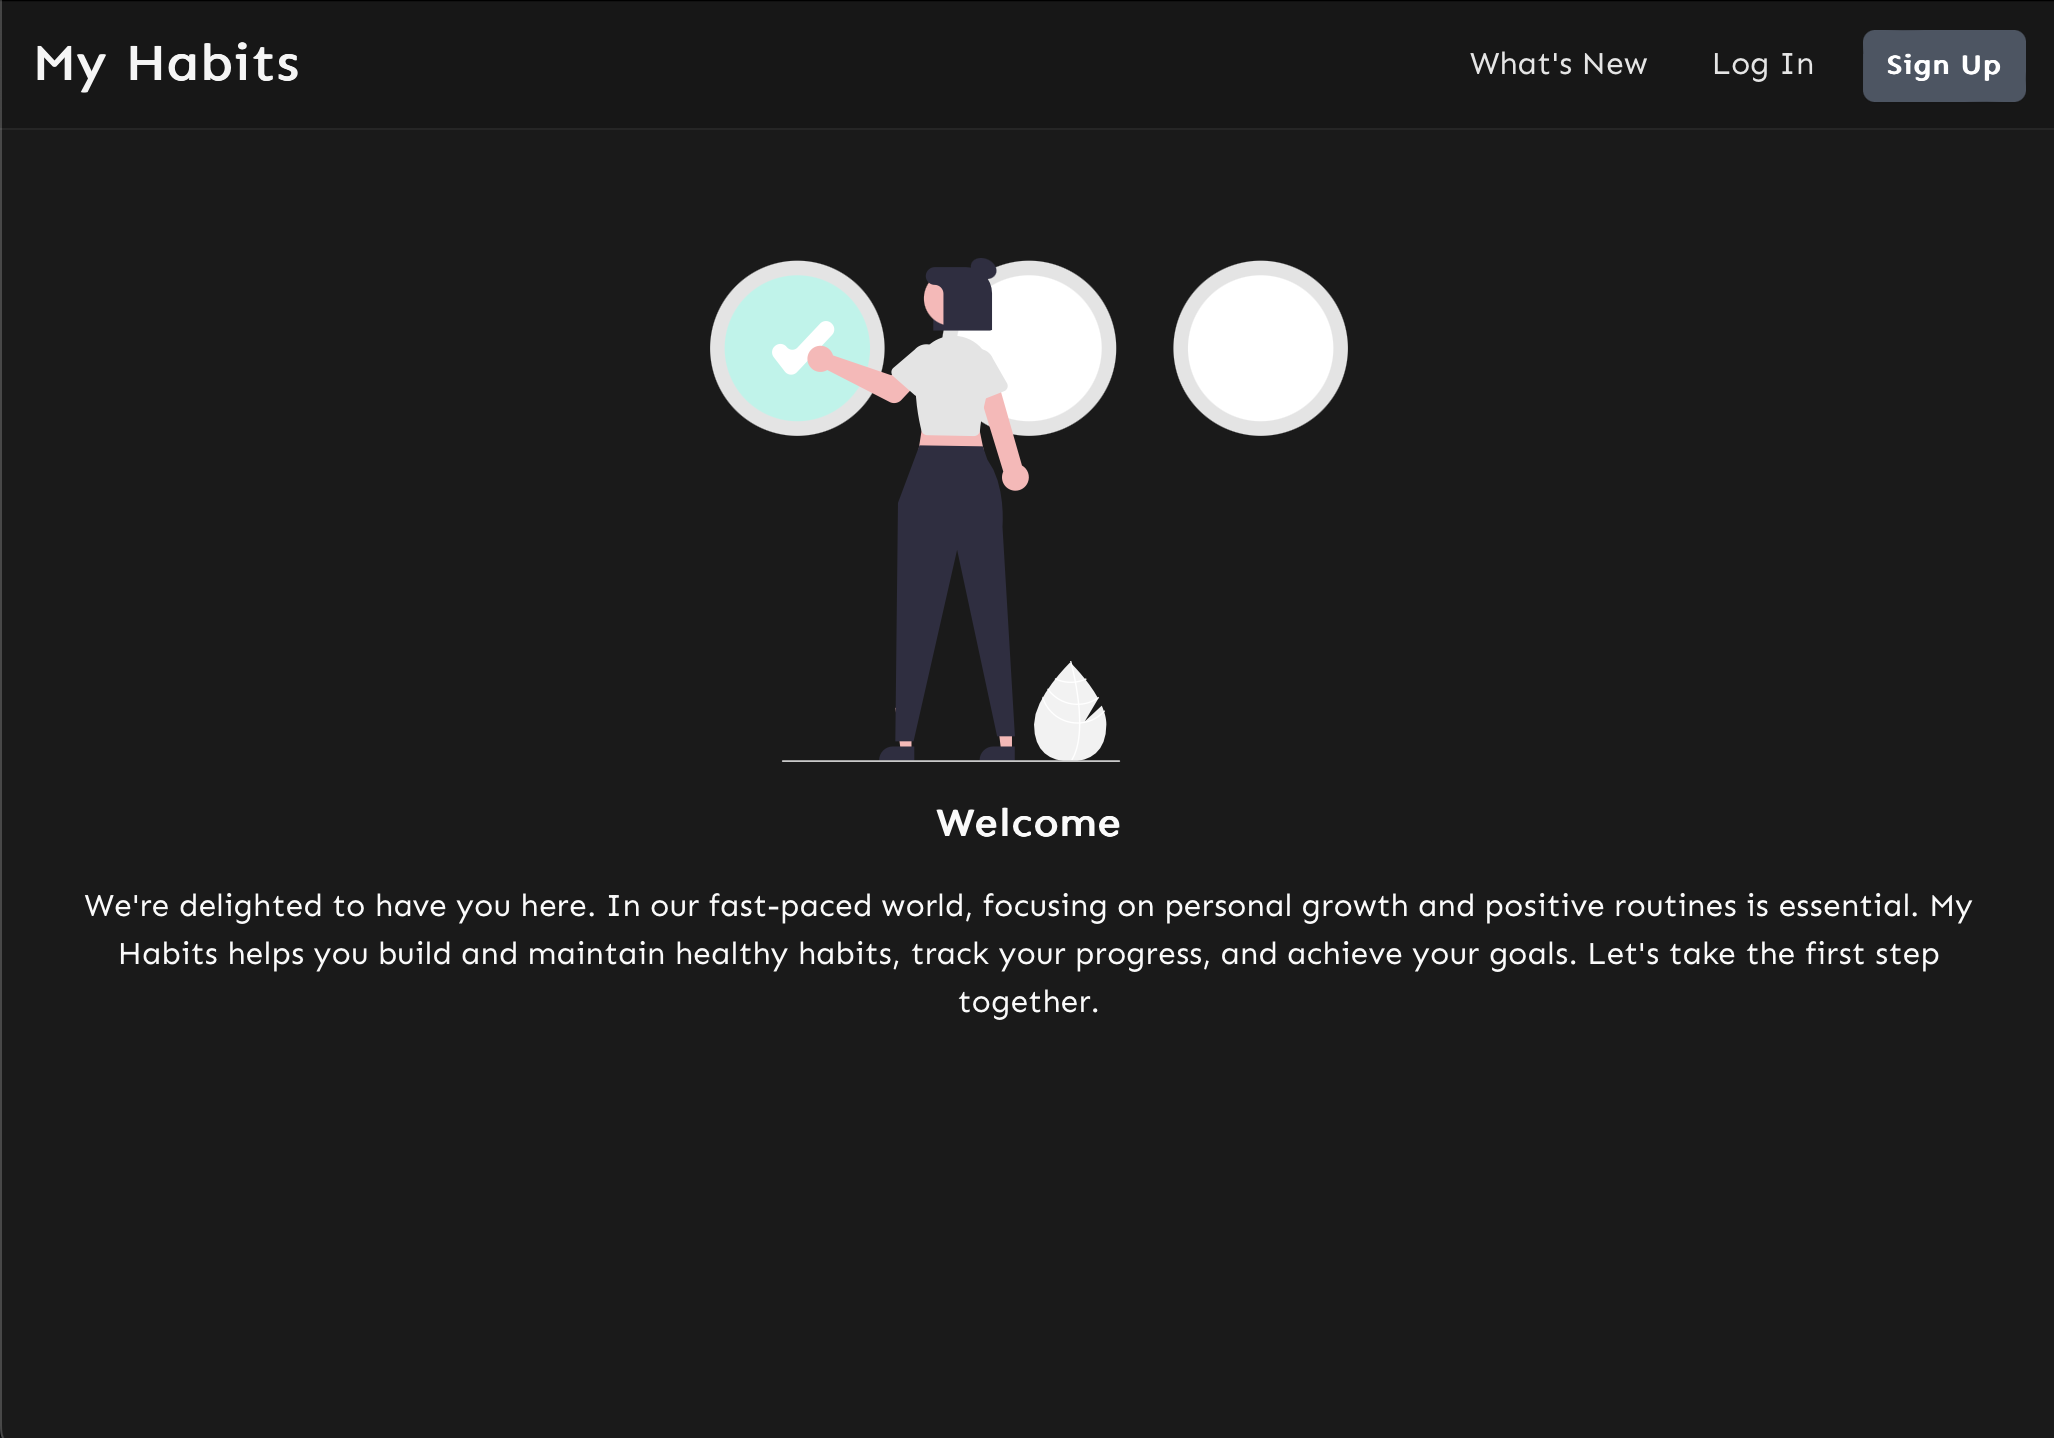 My Habits
What's New
Log In
Sign Up
Welcome
We're delighted to have you here. In our fast-paced world, focusing on personal growth and positive routines is essential. My
Habits helps you build and maintain healthy habits, track your progress, and achieve your goals. Let's take the first step
together.